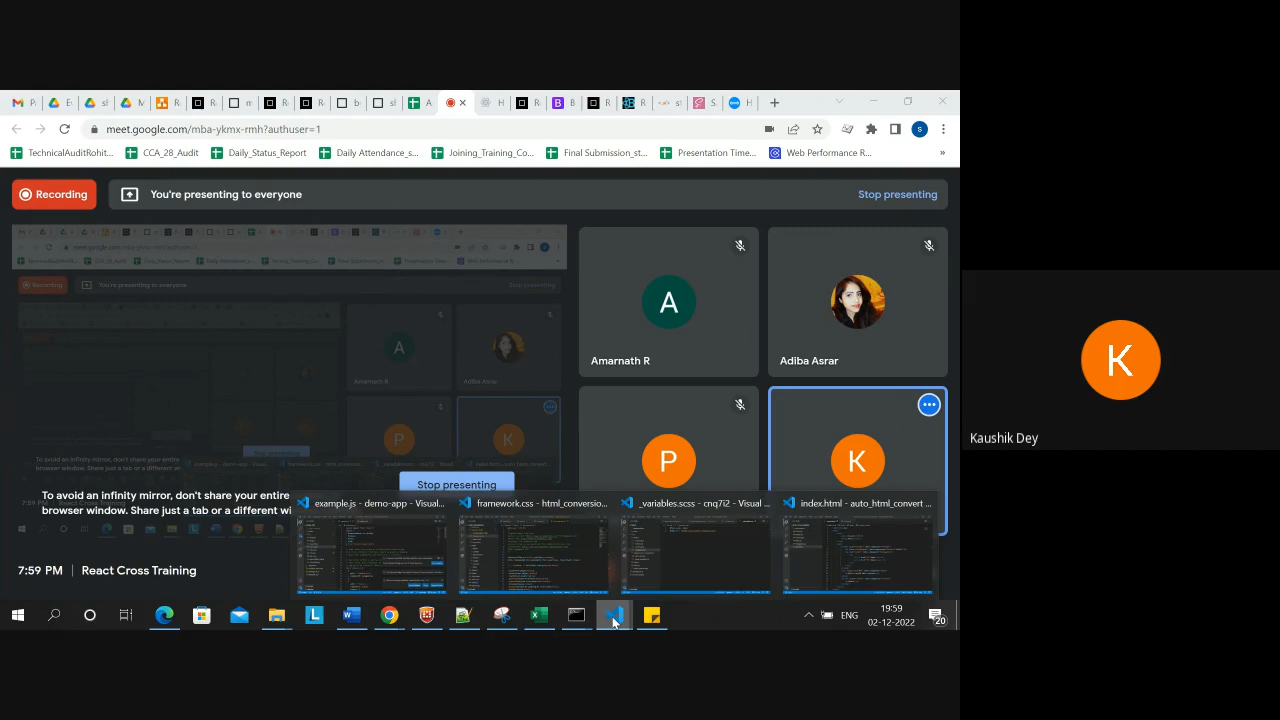 meet.google.com/mba-ykmx-rmh?authuser=1
TechnicalAuditRohit...
CCA_28_Audit
Daily_Status_Report
Daily Attendance_s...
Joining_Training_Co...
Final Submission_st...
Presentation Time...
Web Performance R...
»
Recording
You're presenting to everyone
Stop presenting
A
Amarnath R
Adiba Asrar
P
K
Stop presenting
To avoid an infinity mirror, don't share your entire
browser window. Share just a tab or a different wi
example.js - demo-app - Visual...
framework.css - html_conversio...
_variables.scss - cnq7i2 - Visual ...
index.html - auto_html_convert ...
7:59 PM | React Cross Training
ENG
19:59
02-12-2022
20
K
Kaushik Dey